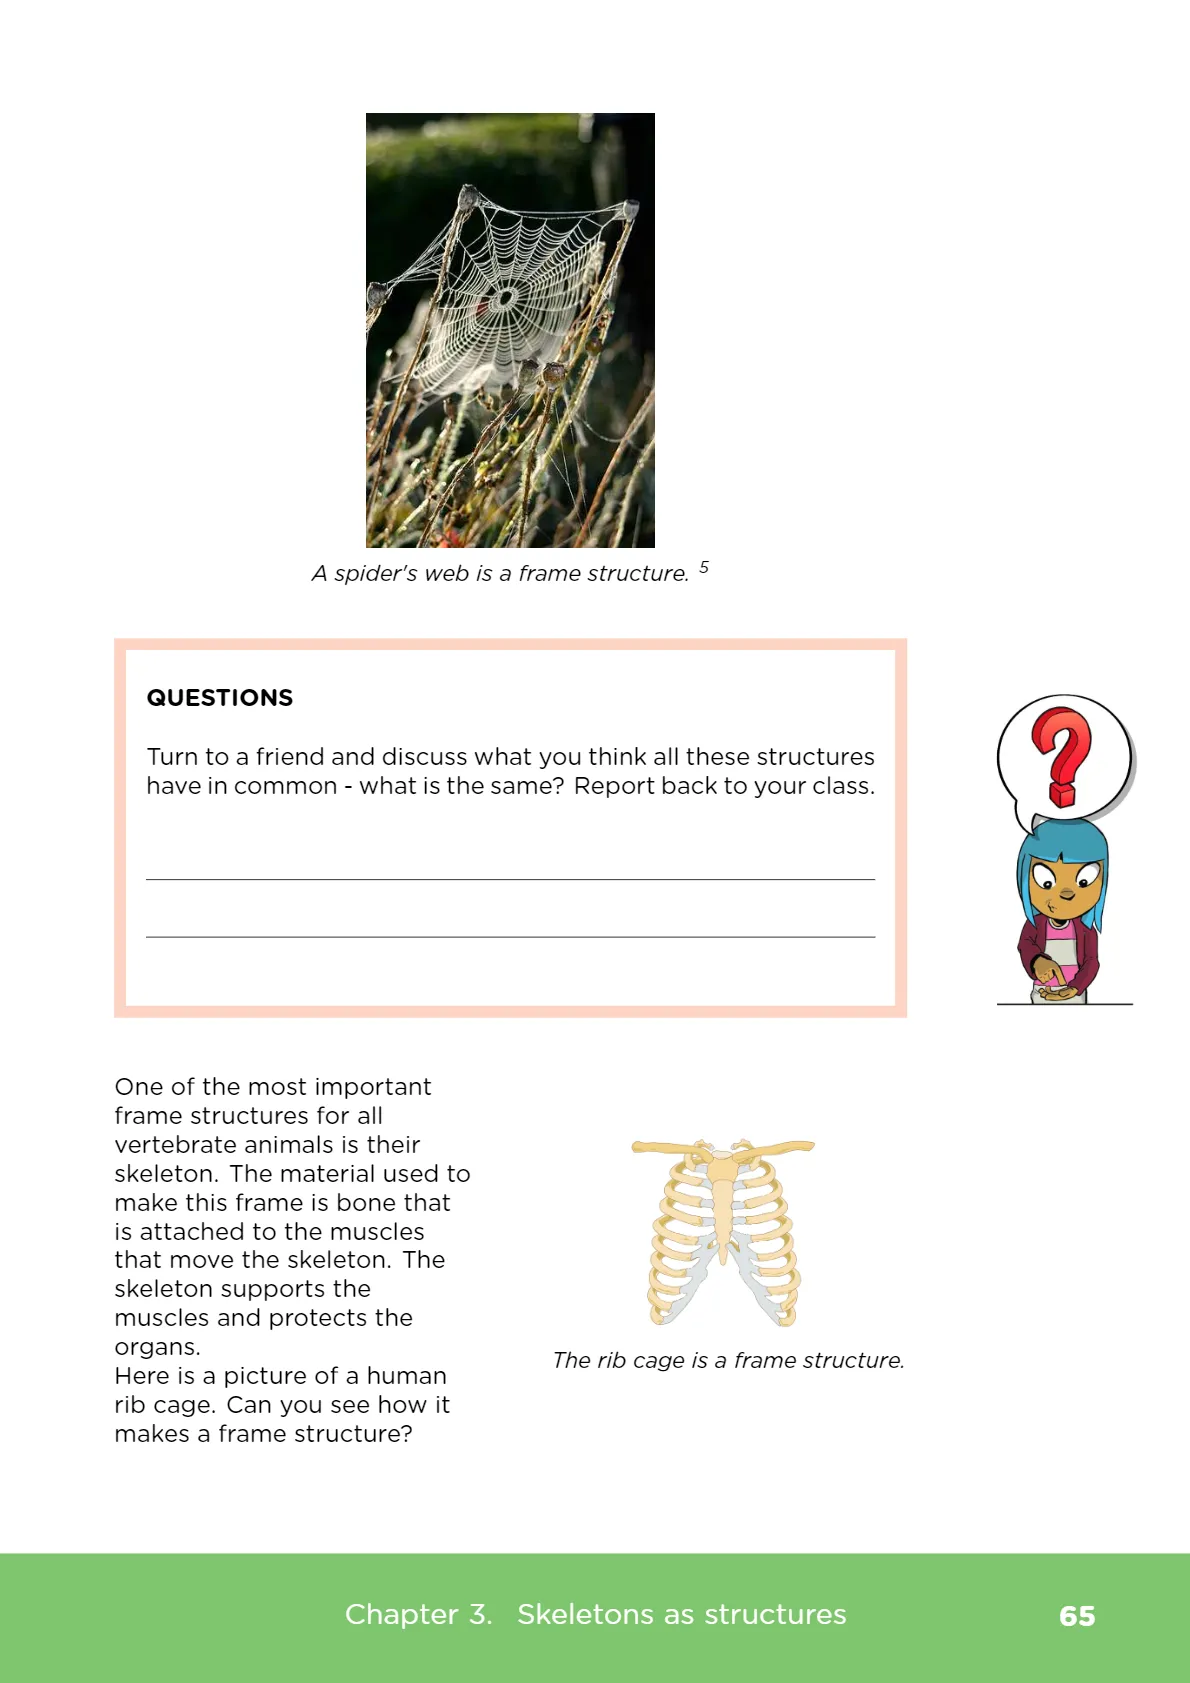 A spider's web is a frame structure. 5
QUESTIONS
Turn to a friend and discuss what you think all these structures
have in common - what is the same? Report back to your class.
One of the most important
frame structures for all
vertebrate animals is their
skeleton. The material used to
make this frame is bone that
is attached to the muscles
that move the skeleton. The
skeleton supports the
muscles and protects the
organs.
Here is a picture of a human
rib cage. Can you see how it
makes a frame structure?
The rib cage is a frame structure.
Chapter 3. Skeletons as structures
65